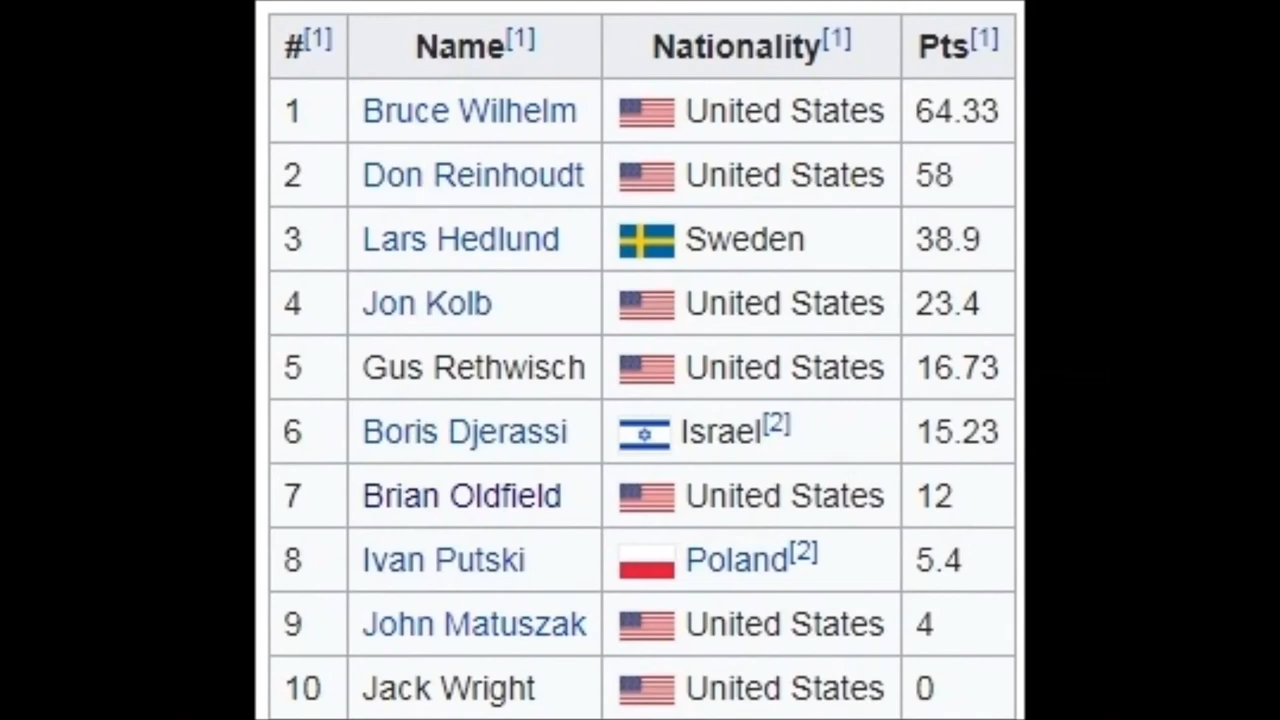 #[1] Name[1] Nationality[1] Pts[1]
1 Bruce Wilhelm United States 64.33
2 Don Reinhoudt United States 58
3 Lars Hedlund Sweden 38.9
4 Jon Kolb United States 23.4
5 Gus Rethwisch United States 16.73
6 Boris Djerassi Israel[2] 15.23
7 Brian Oldfield United States 12
8 Ivan Putski Poland[2] 5.4
9 John Matuszak United States 4
10 Jack Wright United States 0